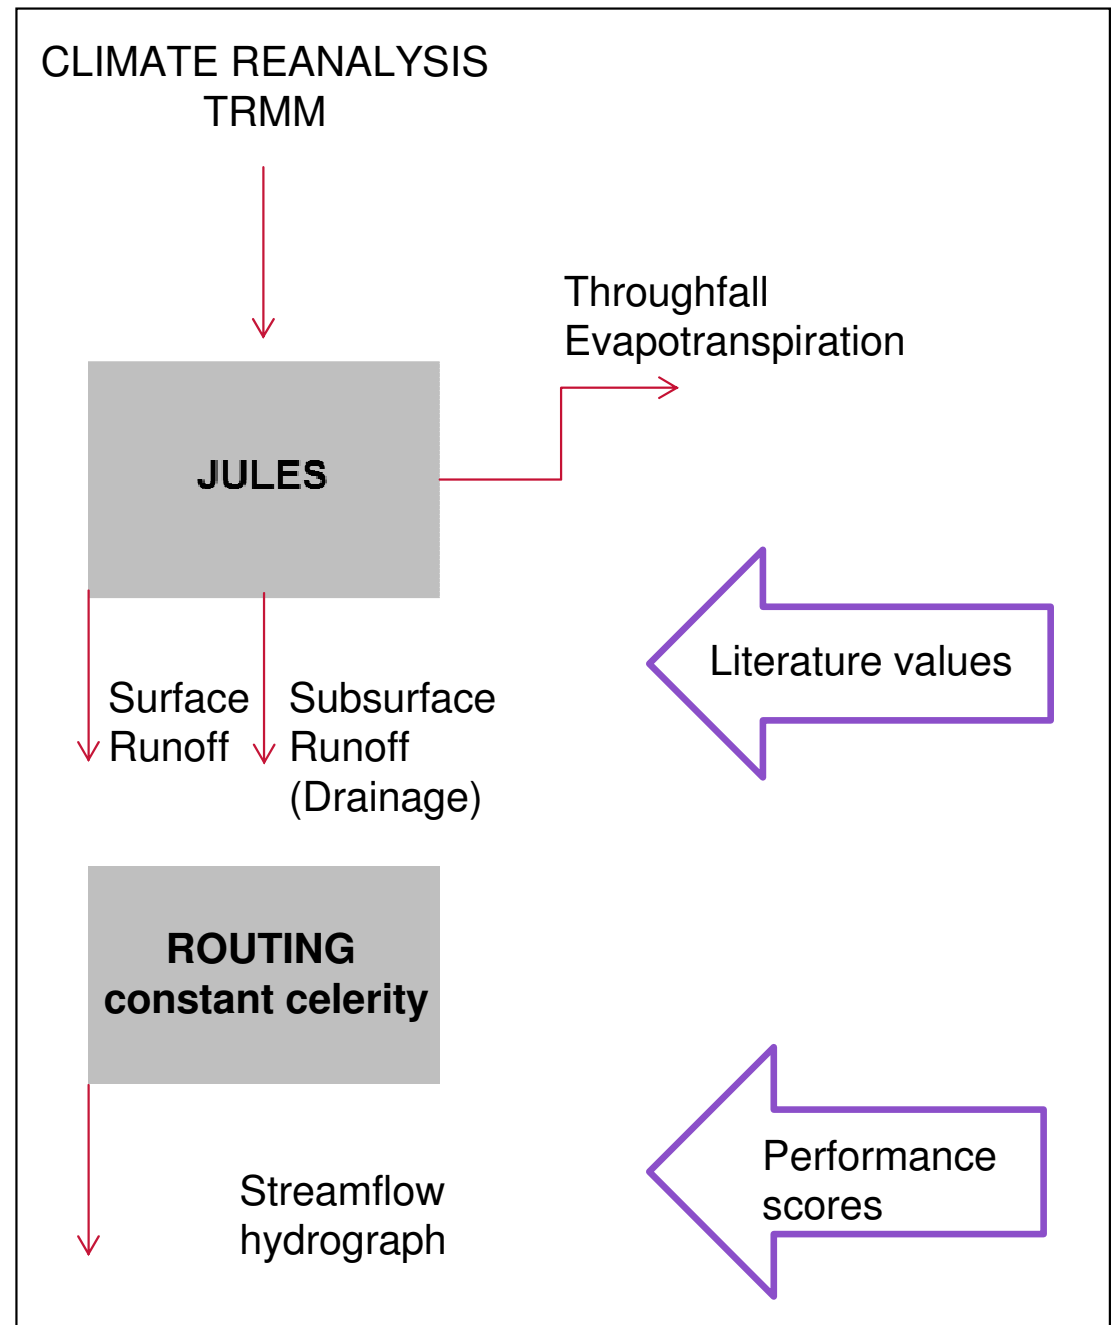 CLIMATE REANALYSIS
TRMM
Throughfall
Evapotranspiration
JULES
Literature values
Surface
Runoff
Subsurface
Runoff
(Drainage)
ROUTING
constant celerity
Performance
scores
Streamflow
hydrograph